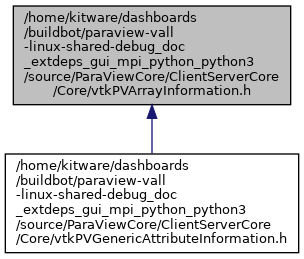 /home/kitware/dashboards
/buildbot/paraview-vall
-linux-shared-debug_doc
_extdeps_gui_mpi_python_python3
/source/ParaViewCore/ClientServerCore
/Core/vtkPVArrayInformation.h
/home/kitware/dashboards
/buildbot/paraview-vall
-linux-shared-debug_doc
_extdeps_gui_mpi_python_python3
/source/ParaViewCore/ClientServerCore
/Core/vtkPVGenericAttributeInformation.h